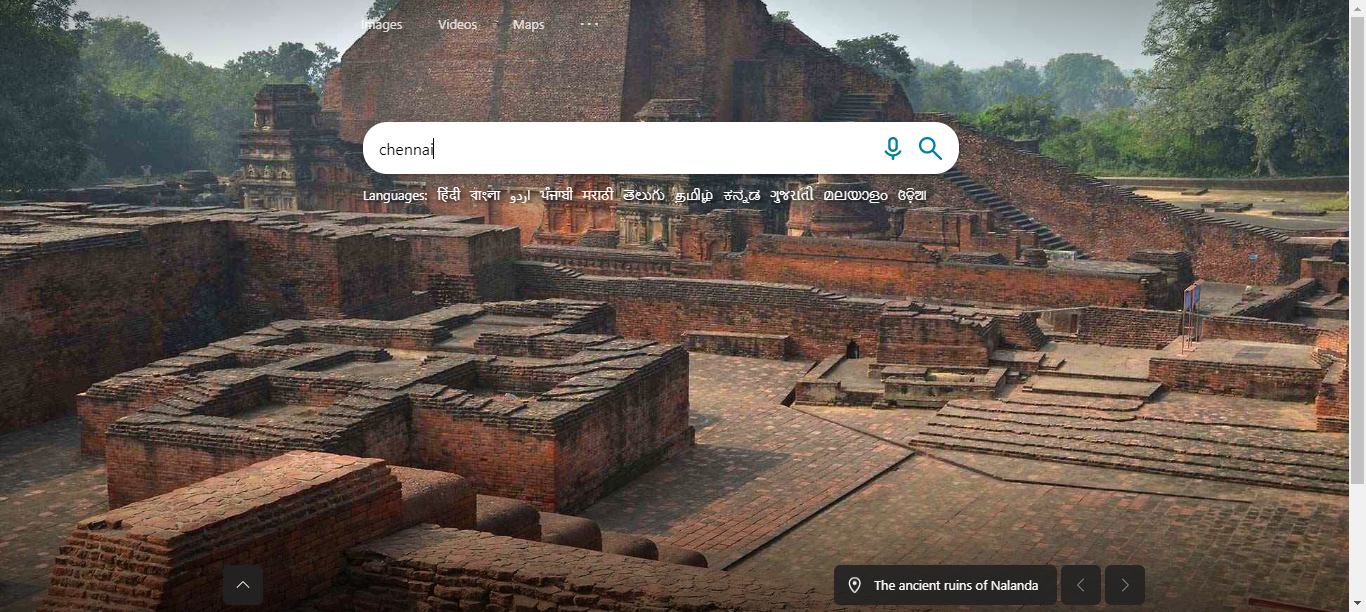 Images Videos Maps ...
chennai
Languages: हिंदी বাংলা اردو ਪੰਜਾਬੀ मराठी తెలుగు தமிழ் ಕನ್ನಡ ગુજરાતી മലയാളം ଓଡ଼ିଆ
The ancient ruins of Nalanda